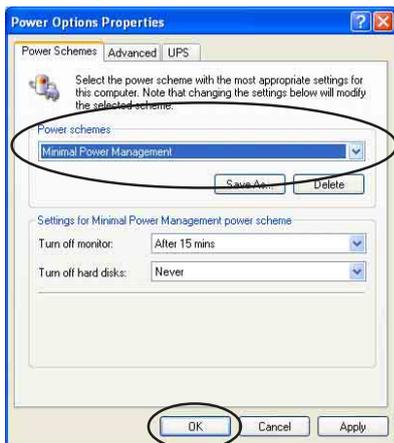 Power Options Properties
Power Schemes Advanced UPS
Select the power scheme with the most appropriate settings for
this computer. Note that changing the settings below will modify
the selected scheme.
Power schemes
Minimal Power Management
Save As... Delete
Settings for Minimal Power Management power scheme
Turn off monitor: After 15 mins
Turn off hard disks: Never
OK Cancel Apply